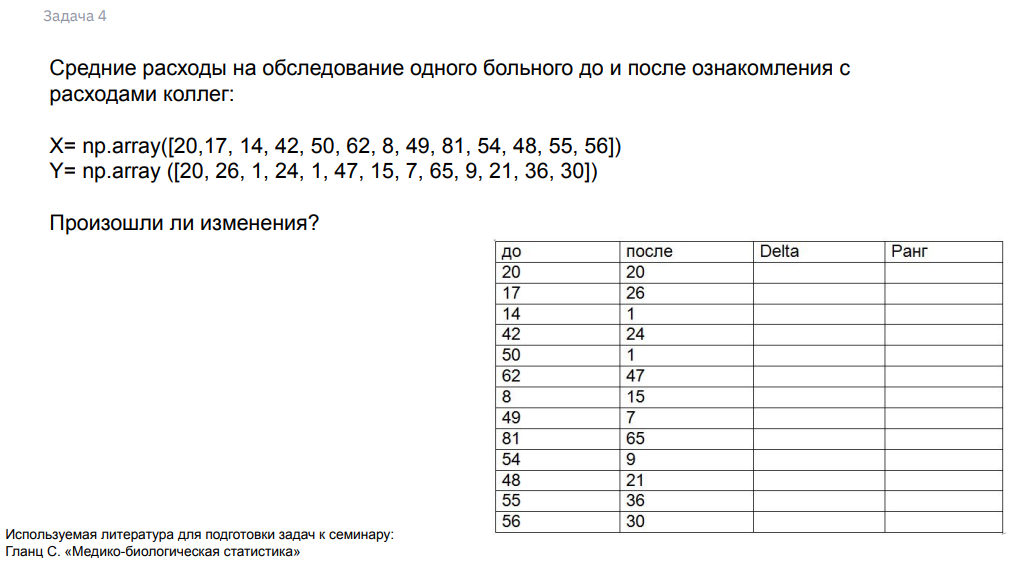 Задача 4
Средние расходы на обследование одного больного до и после ознакомления с
расходами коллег:
X= np.array([20,17, 14, 42, 50, 62, 8, 49, 81, 54, 48, 55, 56])
Y= np.array ([20, 26, 1, 24, 1, 47, 15, 7, 65, 9, 21, 36, 30])
Произошли ли изменения?
до после Delta Ранг
20 20
17 26
14 1
42 24
50 1
62 47
8 15
49 7
81 65
54 9
48 21
55 36
56 30
Используемая литература для подготовки задач к семинару:
Гланц С. «Медико-биологическая статистика»